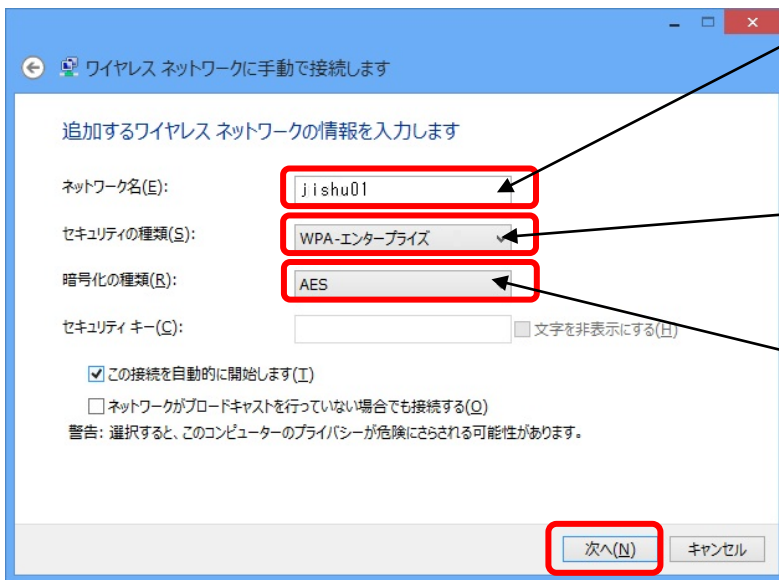 ワイヤレス ネットワークに手動で接続します
追加するワイヤレス ネットワークの情報を入力します
ネットワーク名(E): jishu01
セキュリティの種類(S): WPA-エンタープライズ
暗号化の種類(R): AES
セキュリティ キー(C): 文字を非表示にする(H)
この接続を自動的に開始します(T)
ネットワークがブロードキャストを行っていない場合でも接続する(O)
警告: 選択すると、このコンピューターのプライバシーが危険にさらされる可能性があります。
次へ(N) キャンセル